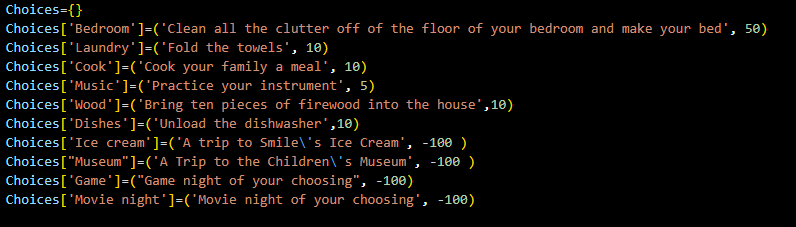 Choices={}
Choices['Bedroom']=('Clean all the clutter off of the floor of your bedroom and make your bed', 50)
Choices['Laundry']=('Fold the towels', 10)
Choices['Cook']=('Cook your family a meal', 10)
Choices['Music']=('Practice your instrument', 5)
Choices['Wood']=('Bring ten pieces of firewood into the house',10)
Choices['Dishes']=('Unload the dishwasher',10)
Choices['Ice cream']=('A trip to Smile\'s Ice Cream', -100 )
Choices["Museum"]=('A Trip to the Children\'s Museum', -100 )
Choices['Game']=("Game night of your choosing", -100)
Choices['Movie night']=('Movie night of your choosing', -100)